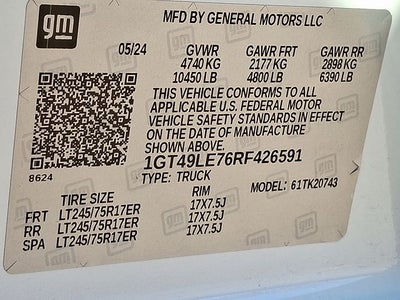 gm
MFD BY GENERAL MOTORS LLC
05/24 GVWR GAWR FRT GAWR RR
4740 KG 2177 KG 2898 KG
10450 LB 4800 LB 6390 LB
THIS VEHICLE CONFORMS TO ALL
APPLICABLE U.S. FEDERAL MOTOR
VEHICLE SAFETY STANDARDS IN EFFECT
ON THE DATE OF MANUFACTURE
SHOWN ABOVE.
8624
1GT49LE76RF426591
TYPE: TRUCK MODEL: 61TK20743
TIRE SIZE RIM
FRT LT245/75R17ER 17X7.5J
RR LT245/75R17ER 17X7.5J
SPA LT245/75R17ER 17X7.5J